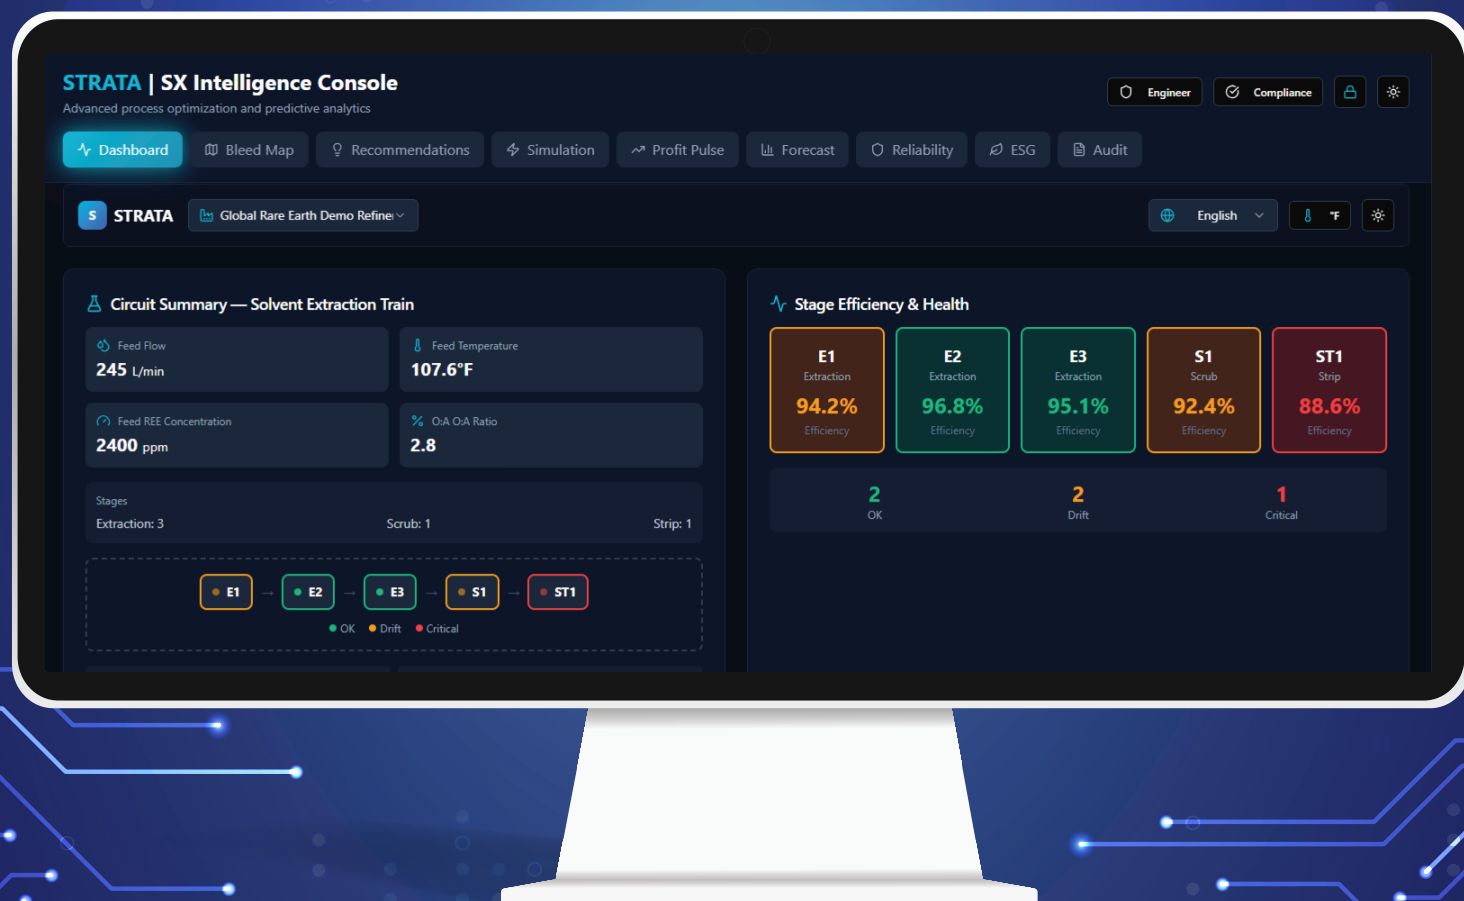 STRATA | SX Intelligence Console
Advanced process optimization and predictive analytics
Engineer
Compliance
Dashboard
Bleed Map
Recommendations
Simulation
Profit Pulse
Forecast
Reliability
ESG
Audit
S
STRATA
Global Rare Earth Demo Refiner
English
°F
Circuit Summary — Solvent Extraction Train
Feed Flow
245 L/min
Feed Temperature
107.6°F
Feed REE Concentration
2400 ppm
O:A O:A Ratio
2.8
Stages
Extraction: 3
Scrub: 1
Strip: 1
E1 → E2 → E3 → S1 → ST1
OK
Drift
Critical
Stage Efficiency & Health
E1
Extraction
94.2%
Efficiency
E2
Extraction
96.8%
Efficiency
E3
Extraction
95.1%
Efficiency
S1
Scrub
92.4%
Efficiency
ST1
Strip
88.6%
Efficiency
2
OK
2
Drift
1
Critical